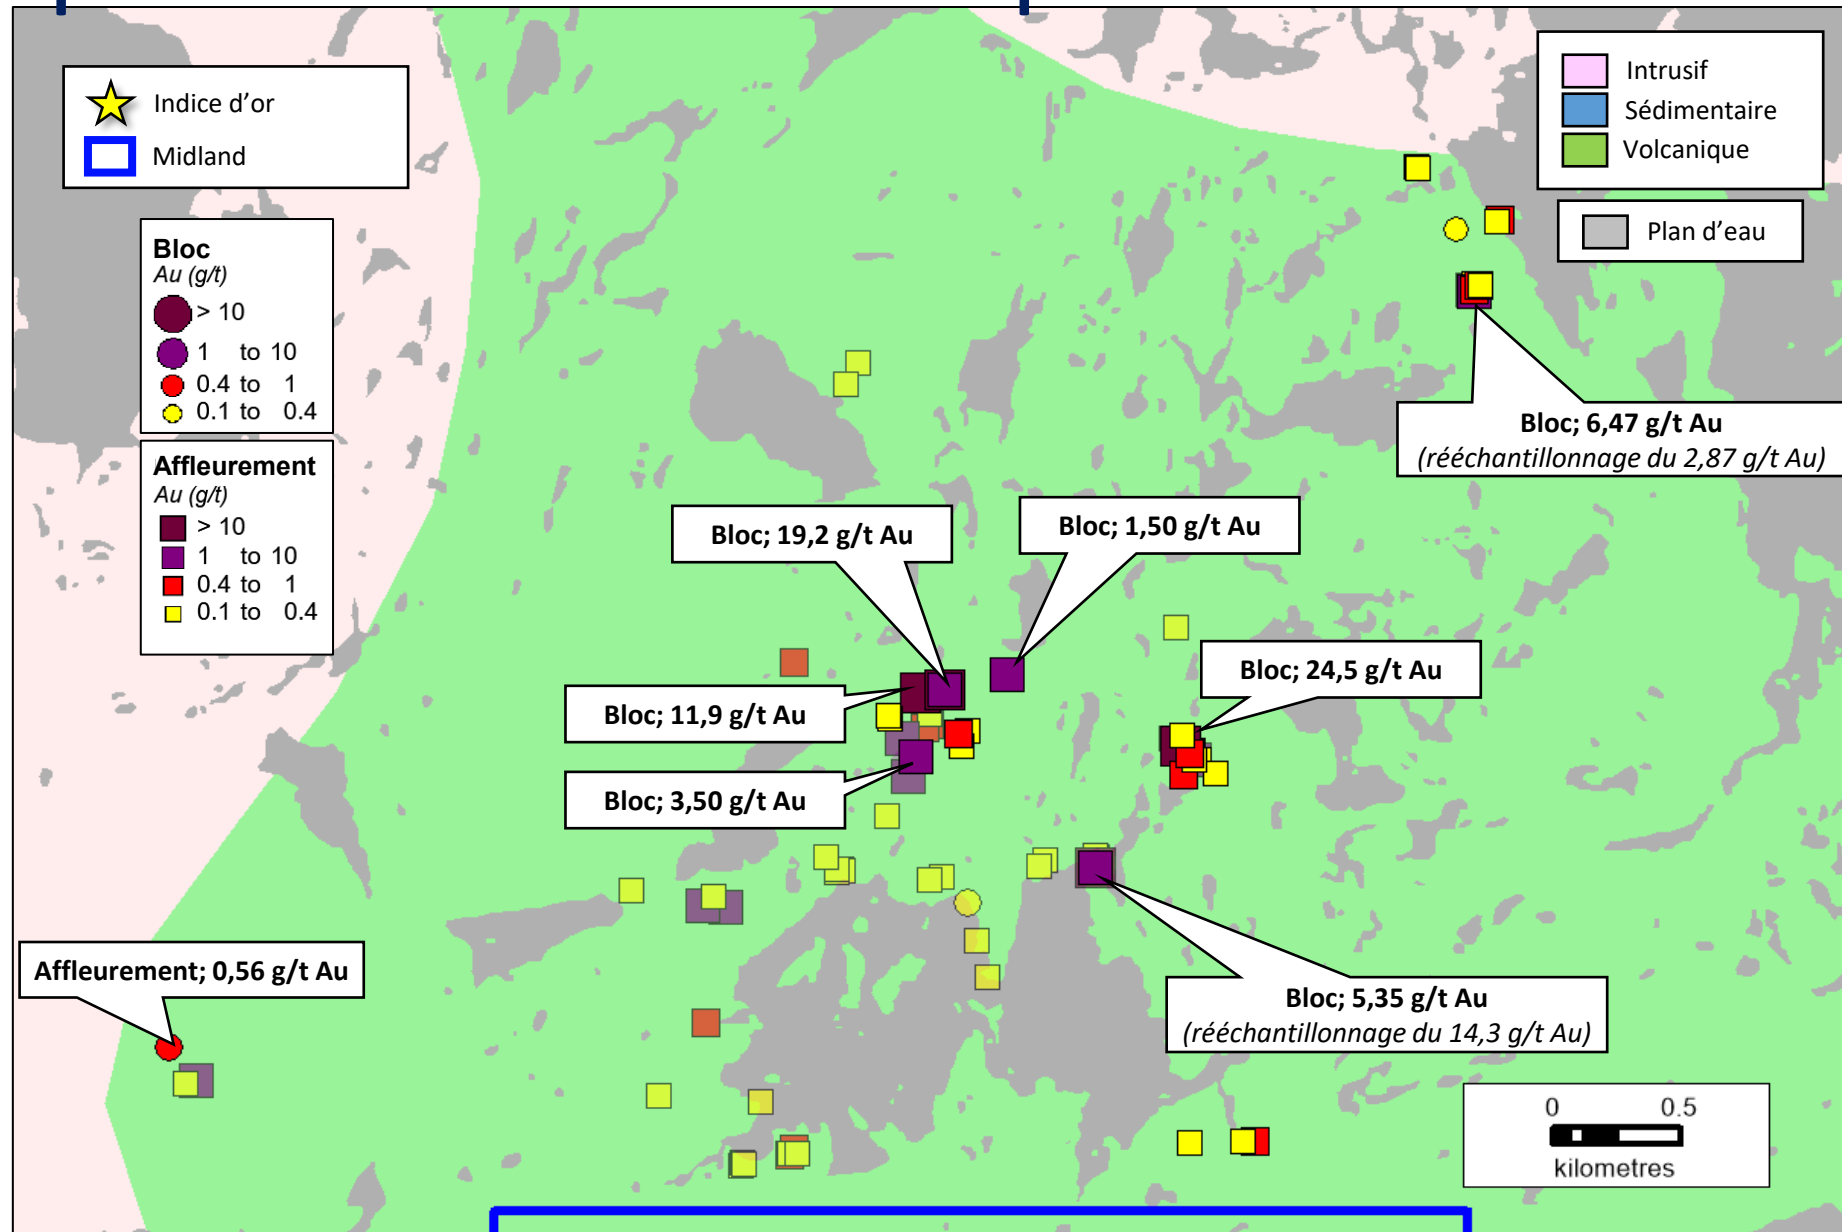 Indice d’or
Midland
Intrusif
Sédimentaire
Volcanique
Plan d’eau
Bloc
Au (g/t)
> 10
1 to 10
0.4 to 1
0.1 to 0.4
Affleurement
Au (g/t)
> 10
1 to 10
0.4 to 1
0.1 to 0.4
Bloc; 6,47 g/t Au
(rééchantillonnage du 2,87 g/t Au)
Bloc; 19,2 g/t Au
Bloc; 1,50 g/t Au
Bloc; 24,5 g/t Au
Bloc; 11,9 g/t Au
Bloc; 3,50 g/t Au
Affleurement; 0,56 g/t Au
Bloc; 5,35 g/t Au
(rééchantillonnage du 14,3 g/t Au)
0 0.5
kilometres